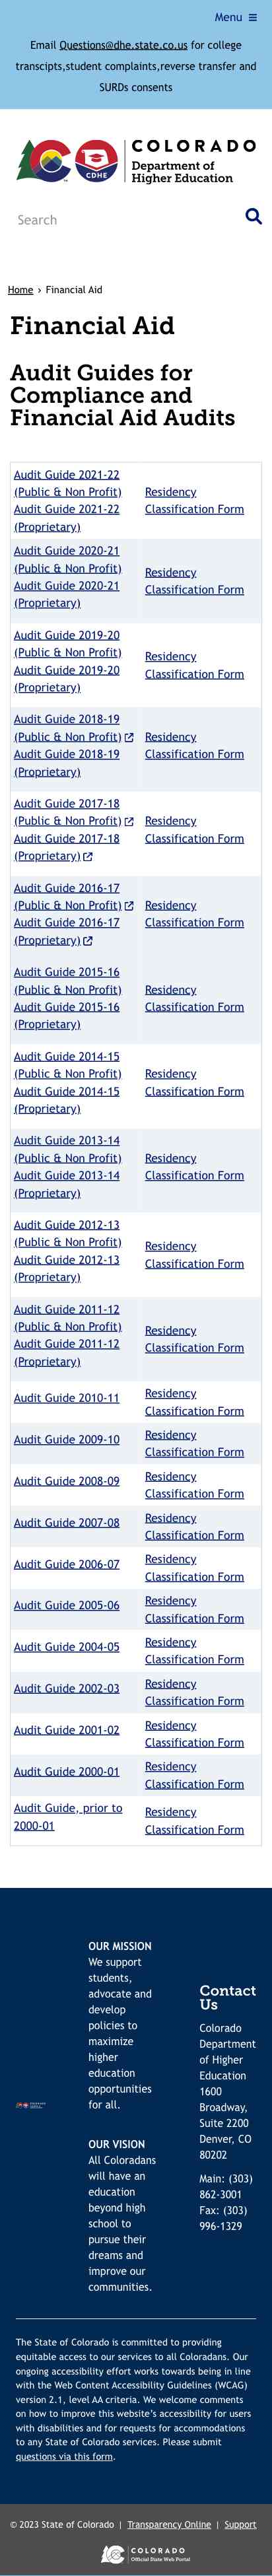 Menu ≡
Email Questions@dhe.state.co.us for college
transcipts,student complaints,reverse transfer and
SURDs consents
CDHE
COLORADO
Department of
Higher Education
Search
Home › Financial Aid
Financial Aid
Audit Guides for
Compliance and
Financial Aid Audits
Audit Guide 2021-22
(Public & Non Profit)
Audit Guide 2021-22
(Proprietary)
Residency
Classification Form
Audit Guide 2020-21
(Public & Non Profit)
Audit Guide 2020-21
(Proprietary)
Residency
Classification Form
Audit Guide 2019-20
(Public & Non Profit)
Audit Guide 2019-20
(Proprietary)
Residency
Classification Form
Audit Guide 2018-19
(Public & Non Profit)
Audit Guide 2018-19
(Proprietary)
Residency
Classification Form
Audit Guide 2017-18
(Public & Non Profit)
Audit Guide 2017-18
(Proprietary)
Residency
Classification Form
Audit Guide 2016-17
(Public & Non Profit)
Audit Guide 2016-17
(Proprietary)
Residency
Classification Form
Audit Guide 2015-16
(Public & Non Profit)
Audit Guide 2015-16
(Proprietary)
Residency
Classification Form
Audit Guide 2014-15
(Public & Non Profit)
Audit Guide 2014-15
(Proprietary)
Residency
Classification Form
Audit Guide 2013-14
(Public & Non Profit)
Audit Guide 2013-14
(Proprietary)
Residency
Classification Form
Audit Guide 2012-13
(Public & Non Profit)
Audit Guide 2012-13
(Proprietary)
Residency
Classification Form
Audit Guide 2011-12
(Public & Non Profit)
Audit Guide 2011-12
(Proprietary)
Residency
Classification Form
Audit Guide 2010-11
Residency
Classification Form
Audit Guide 2009-10
Residency
Classification Form
Audit Guide 2008-09
Residency
Classification Form
Audit Guide 2007-08
Residency
Classification Form
Audit Guide 2006-07
Residency
Classification Form
Audit Guide 2005-06
Residency
Classification Form
Audit Guide 2004-05
Residency
Classification Form
Audit Guide 2002-03
Residency
Classification Form
Audit Guide 2001-02
Residency
Classification Form
Audit Guide 2000-01
Residency
Classification Form
Audit Guide, prior to
2000-01
Residency
Classification Form
OUR MISSION
We support
students,
advocate and
develop
policies to
maximize
higher
education
opportunities
for all.
OUR VISION
All Coloradans
will have an
education
beyond high
school to
pursue their
dreams and
improve our
communities.
Contact
Us
Colorado
Department
of Higher
Education
1600
Broadway,
Suite 2200
Denver, CO
80202
Main: (303)
862-3001
Fax: (303)
996-1329
The State of Colorado is committed to providing
equitable access to our services to all Coloradans. Our
ongoing accessibility effort works towards being in line
with the Web Content Accessibility Guidelines (WCAG)
version 2.1, level AA criteria. We welcome comments
on how to improve this website's accessibility for users
with disabilities and for requests for accommodations
to any State of Colorado services. Please submit
questions via this form.
© 2023 State of Colorado | Transparency Online | Support
COLORADO
Official State Web Portal